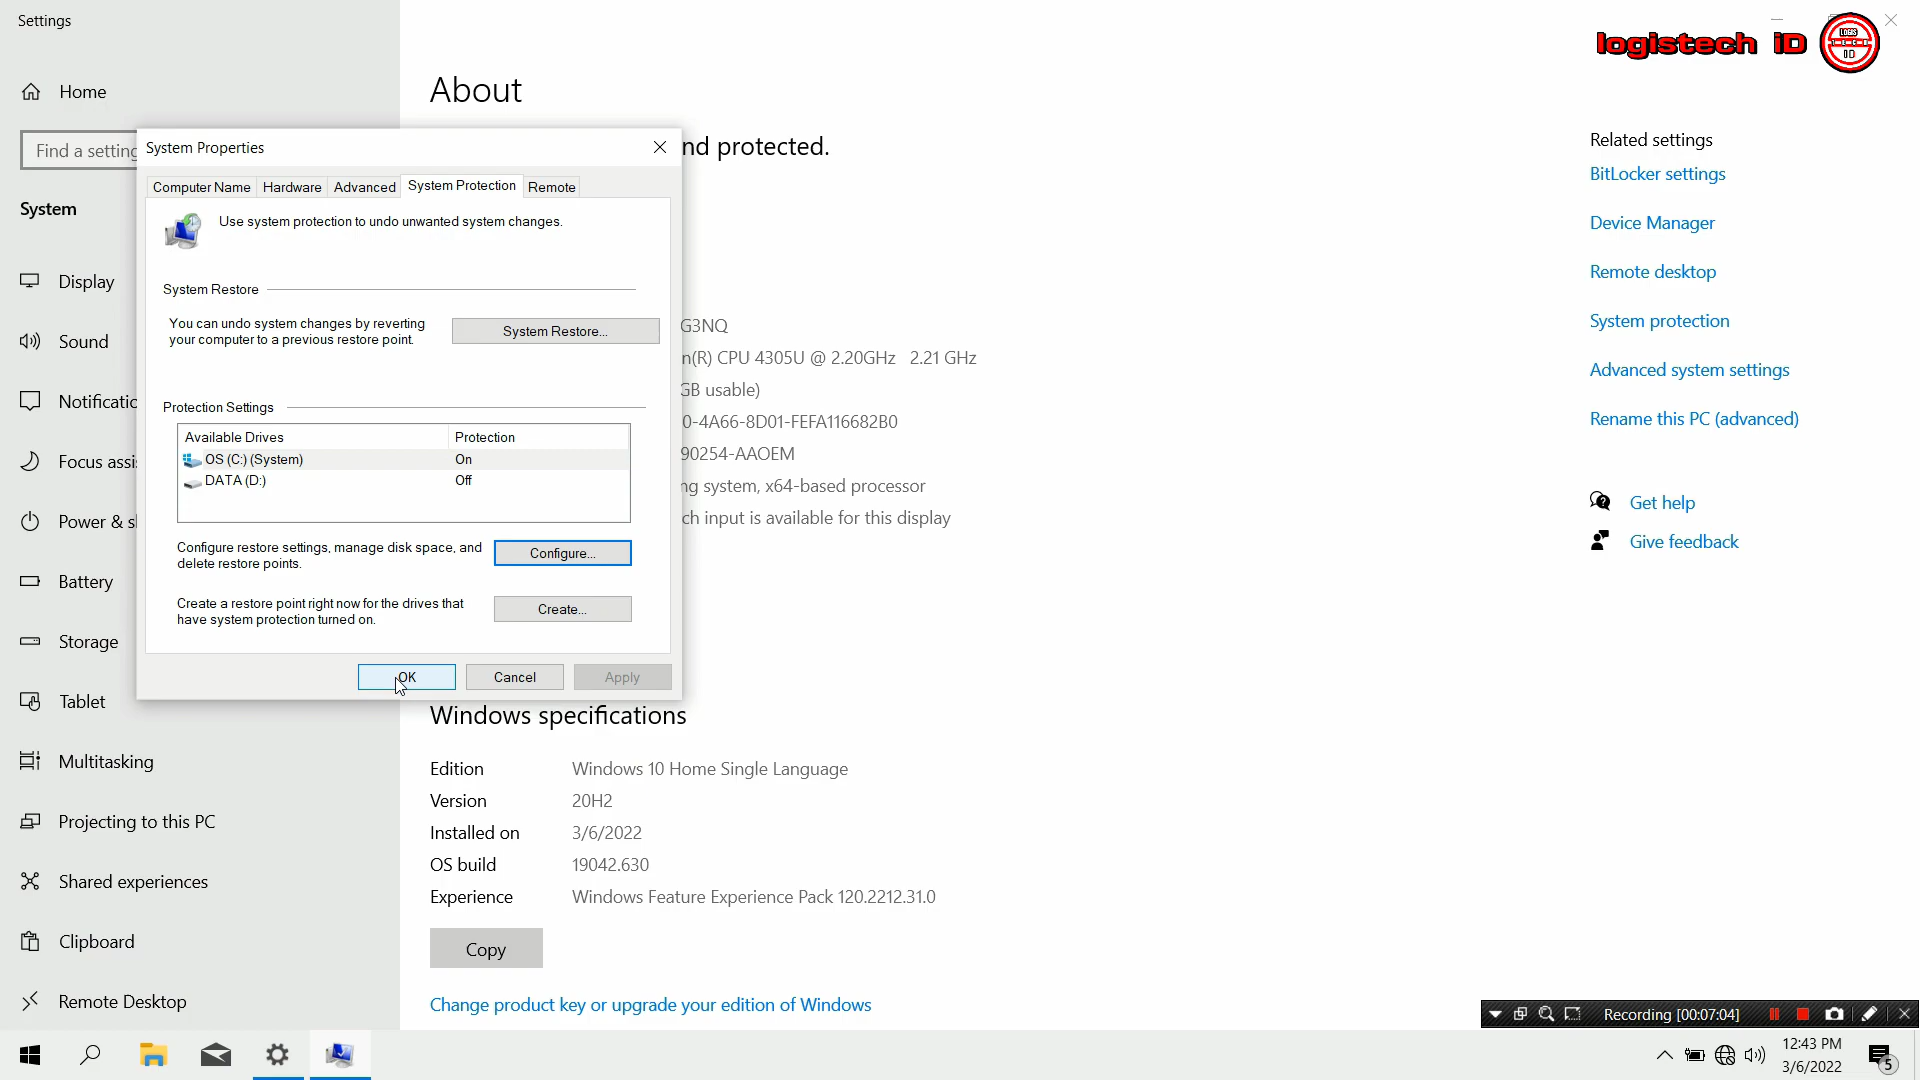 Settings
logistech iD
LOGIS
TECH
ID
Home
Find a setting
System
Display
Sound
Focus
Power &
Battery
Storage
Tablet
Multitasking
Projecting to this PC
Shared experiences
Clipboard
Remote Desktop
About
nd protected.
G3NQ
n(R) CPU 4305U @ 2.20GHz 2.21 GHz
GB usable)
0-4A66-8D01-FEFA116682B0
90254-AAOEM
ng system, x64-based processor
ch input is available for this display
System Properties
Computer Name
Hardware
Advanced
System Protection
Remote
Use system protection to undo unwanted system changes.
System Restore
You can undo system changes by reverting
your computer to a previous restore point.
System Restore...
Protection Settings
Available Drives Protection
OS (C:) (System) On
DATA (D:) Off
Configure restore settings, manage disk space, and
delete restore points.
Configure...
Create a restore point right now for the drives that
have system protection turned on.
Create...
OK
Cancel
Apply
Windows specifications
Edition Windows 10 Home Single Language
Version 20H2
Installed on 3/6/2022
OS build 19042.630
Experience Windows Feature Experience Pack 120.2212.31.0
Copy
Change product key or upgrade your edition of Windows
Related settings
BitLocker settings
Device Manager
Remote desktop
System protection
Advanced system settings
Rename this PC (advanced)
Get help
Give feedback
Recording [00:07:04]
12:43 PM
3/6/2022
5